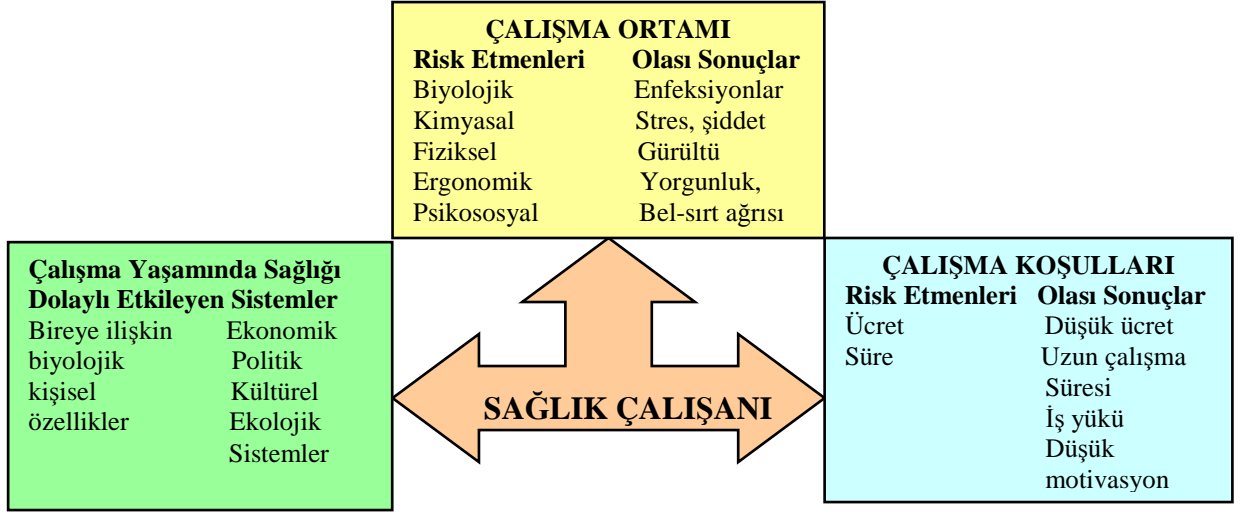 ÇALIŞMA ORTAMI
Risk Etmenleri Olası Sonuçlar
Biyolojik Enfeksiyonlar
Kimyasal Stres, şiddet
Fiziksel Gürültü
Ergonomik Yorgunluk,
Psikososyal Bel-sırt ağrısı
Çalışma Yaşamında Sağlığı
Dolaylı Etkileyen Sistemler
Bireye ilişkin Ekonomik
biyolojik Politik
kişisel Kültürel
özellikler Ekolojik
Sistemler
SAĞLIK ÇALIŞANI
ÇALIŞMA KOŞULLARI
Risk Etmenleri Olası Sonuçlar
Ücret Düşük ücret
Süre Uzun çalışma
Süresi
İş yükü
Düşük
motivasyon